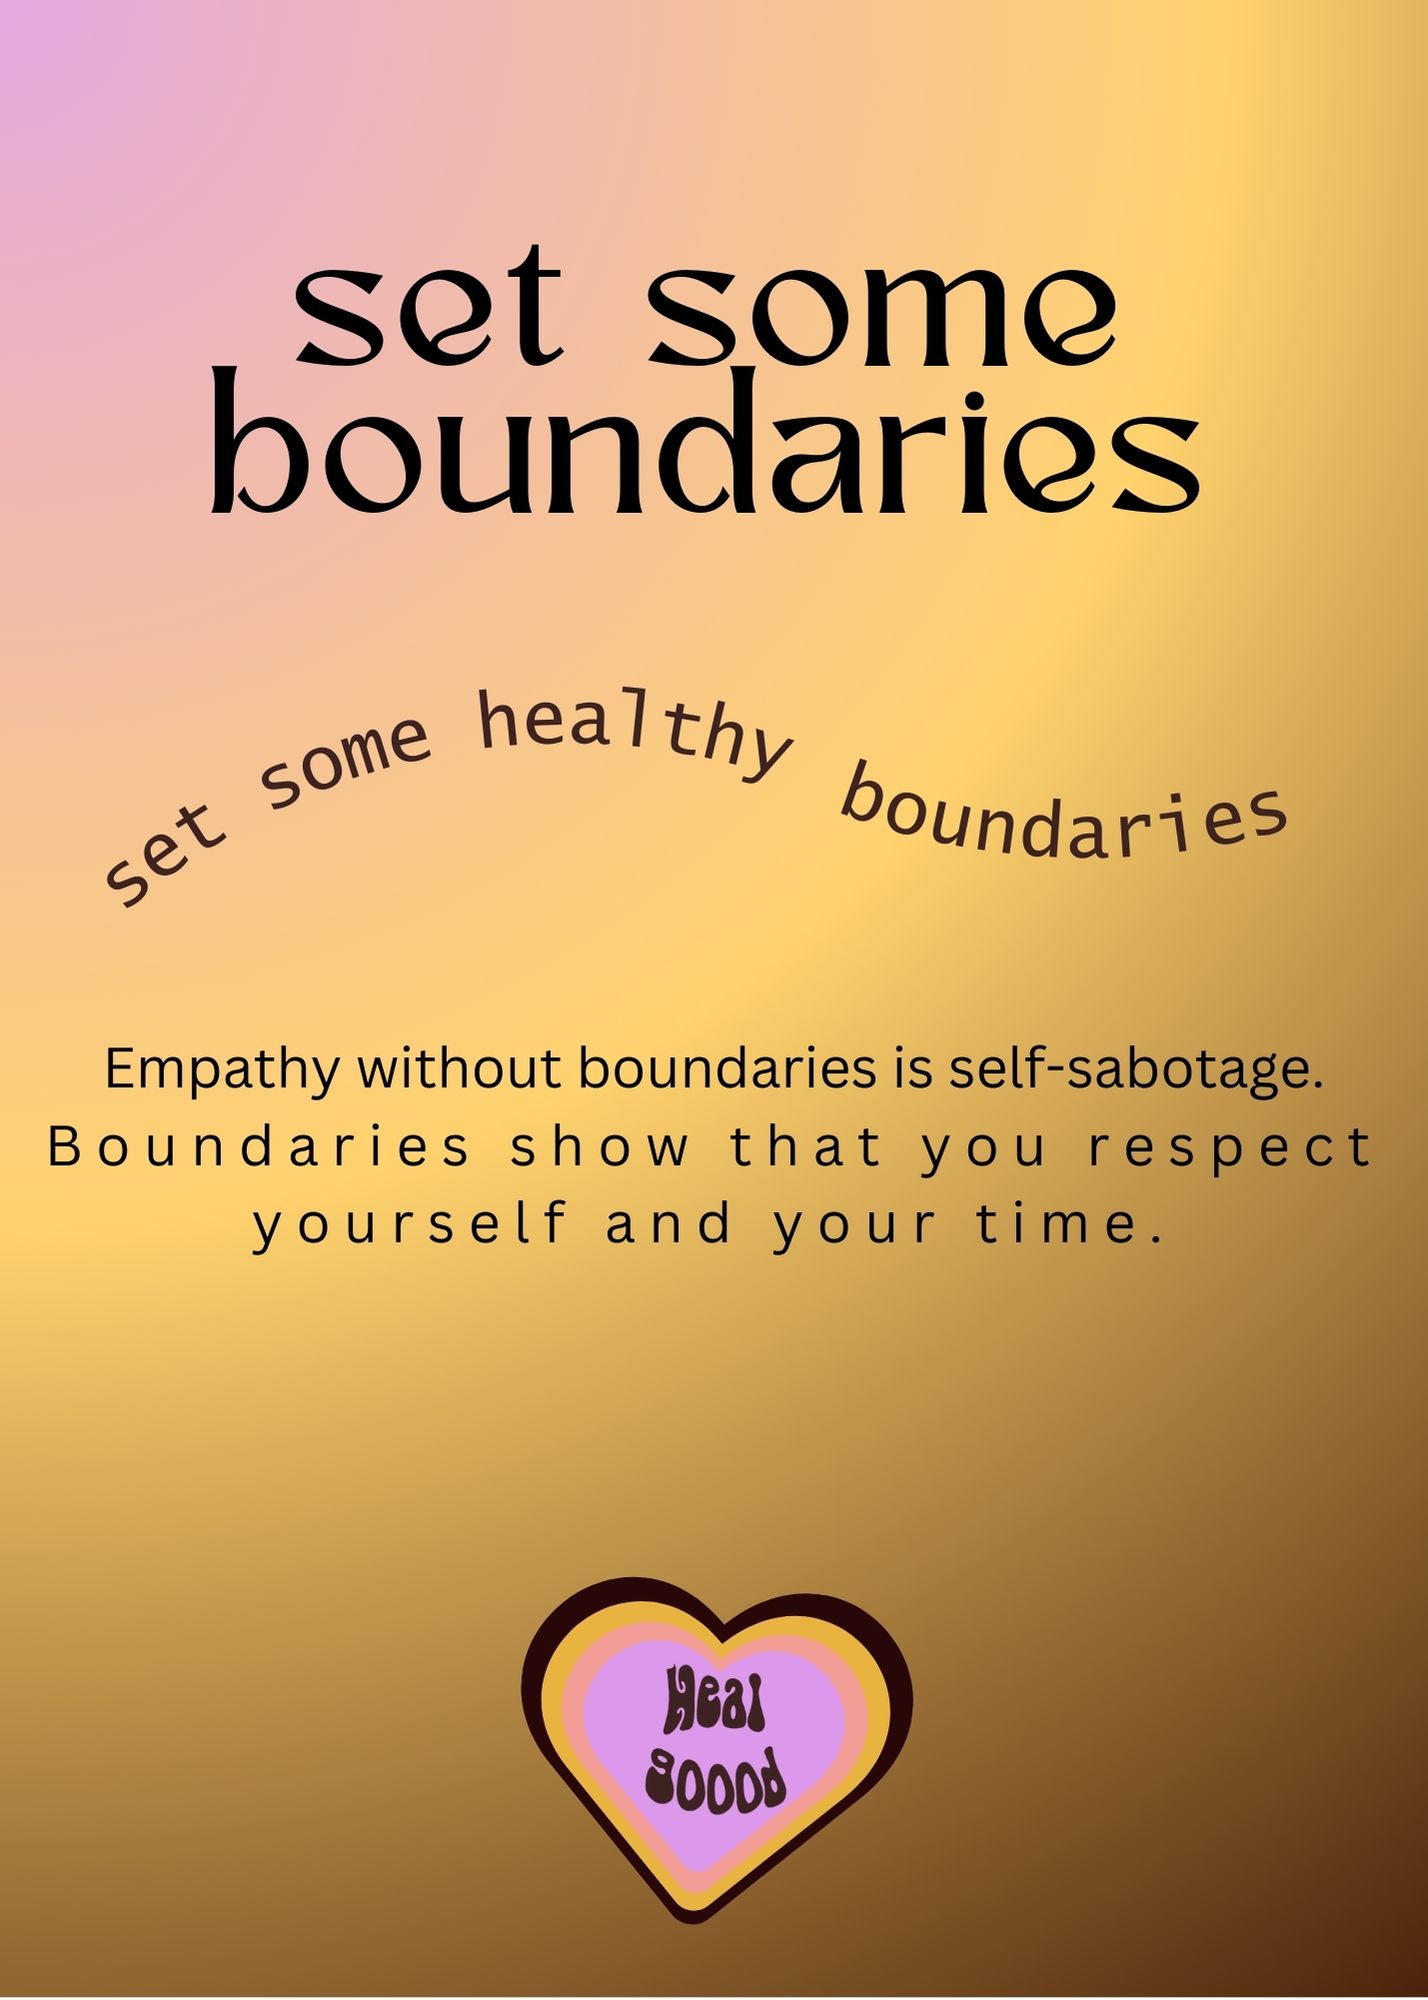 set some
boundaries
set some healthy boundaries
Empathy without boundaries is self-sabotage.
Boundaries show that you respect
yourself and your time.
Heal
goood